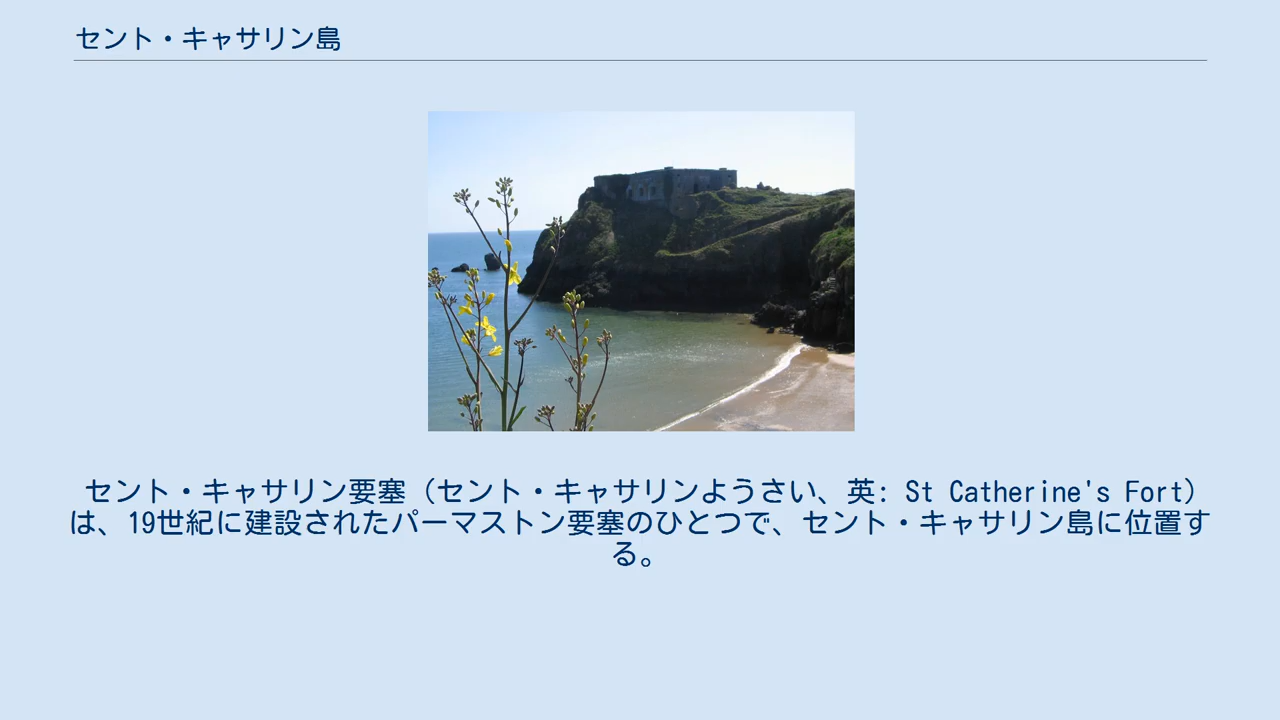 セント・キャサリン島
セント・キャサリン要塞（セント・キャサリンようさい、英: St Catherine's Fort）
は、19世紀に建設されたパーマストン要塞のひとつで、セント・キャサリン島に位置す
る。